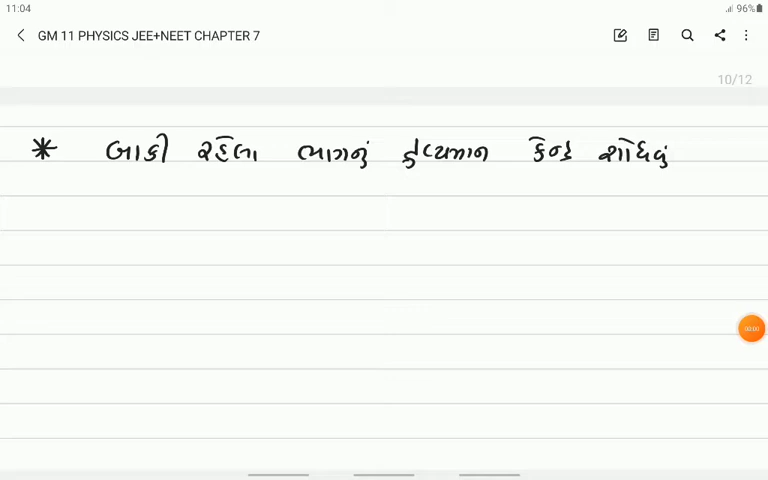 11:04
96%
GM 11 PHYSICS JEE+NEET CHAPTER 7
10/12
* બાકી રહેલા ભાગનું દ્રવ્યમાન કેન્દ્ર શોધવું
00:00